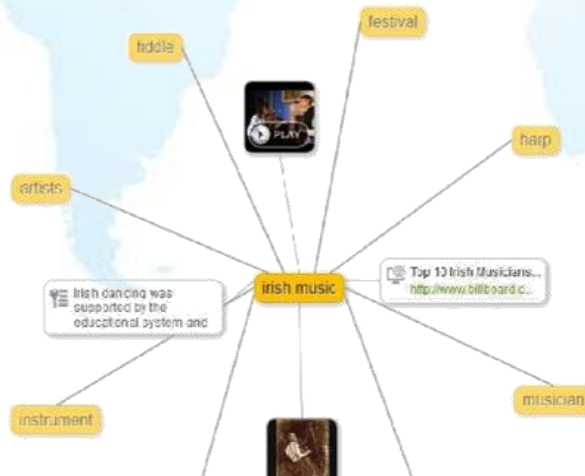 festival
fiddle
PLAY
harp
artists
Top 10 Irish Musicians...
http://www.billboard.c...
irish music
Irish dancing was
supported by the
educational system and
musician
instrument